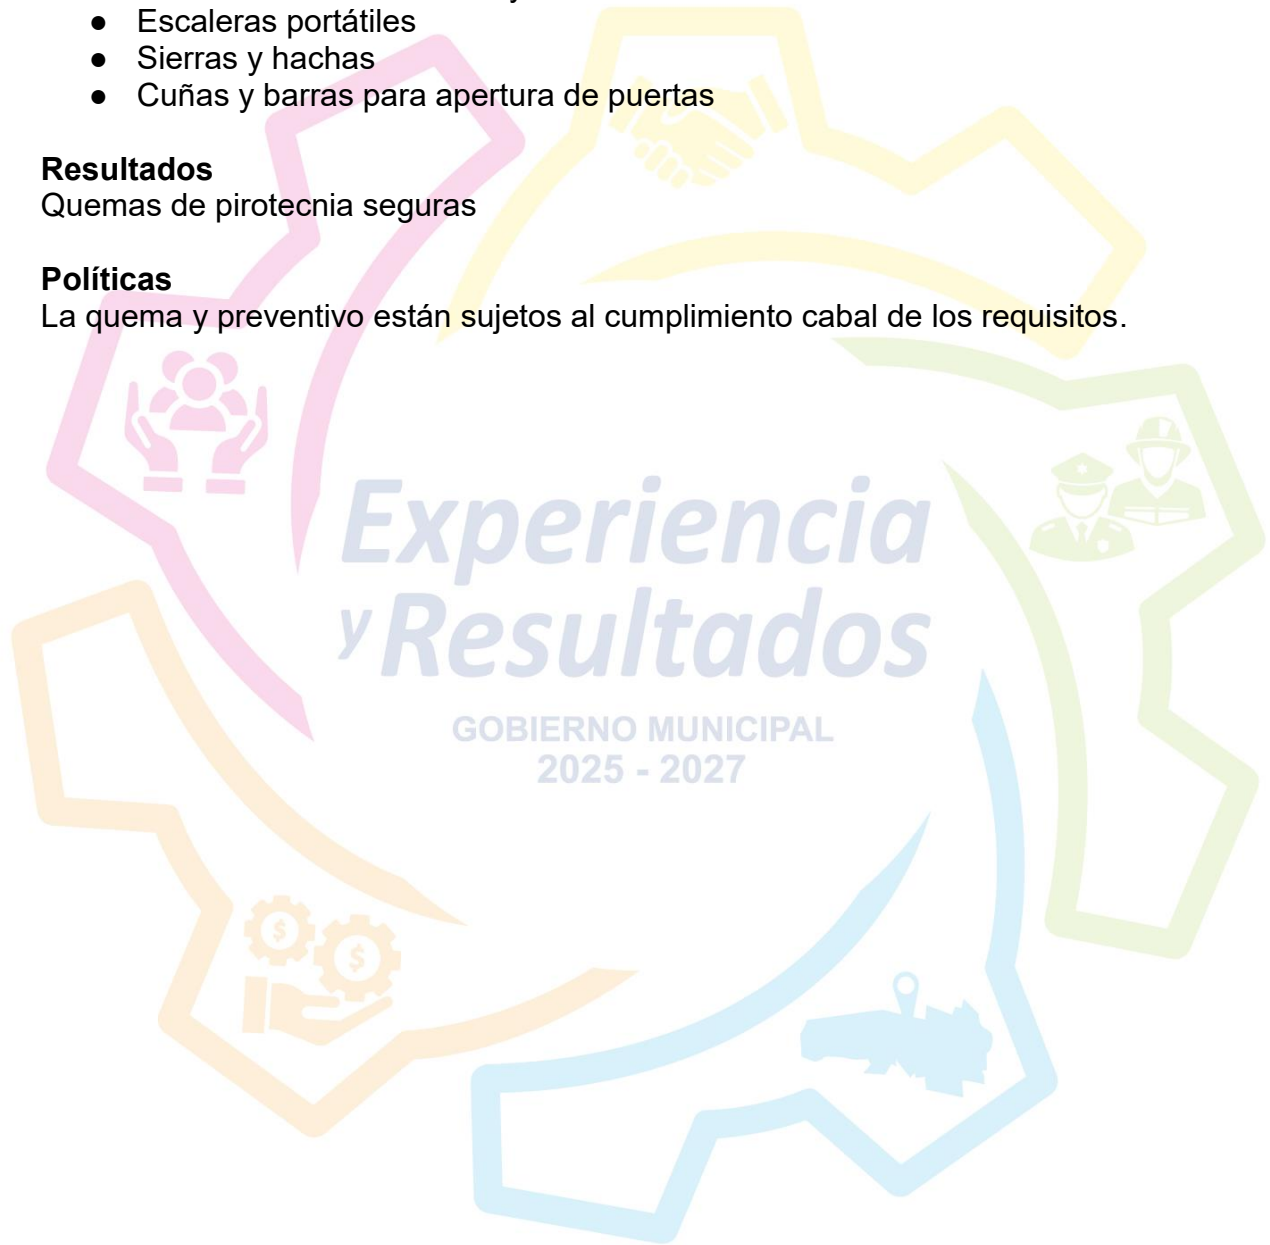 ● Escaleras portátiles
● Sierras y hachas
● Cuñas y barras para apertura de puertas
Resultados
Quemas de pirotecnia seguras
Políticas
La quema y preventivo están sujetos al cumplimiento cabal de los requisitos.
Experiencia
y Resultados
GOBIERNO MUNICIPAL
2025 - 2027
$
$